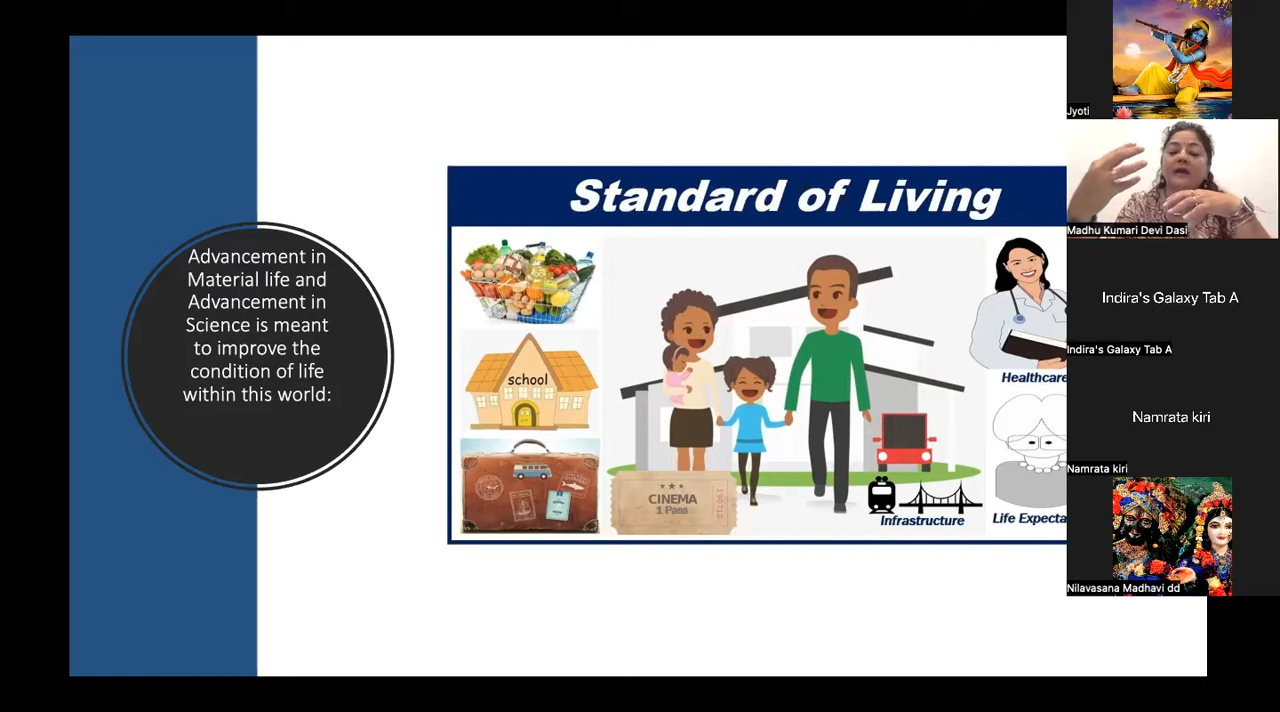 Advancement in
Material life and
Advancement in
Science is meant
to improve the
condition of life
within this world:
Standard of Living
school
CINEMA
1 Pass
190712
Infrastructure
Healthcare
Life Expecta
Jyoti
Madhu Kumari Devi Dasi
Indira's Galaxy Tab A
Indira's Galaxy Tab A
Namrata kiri
Namrata kiri
Nilavasana Madhavi dd